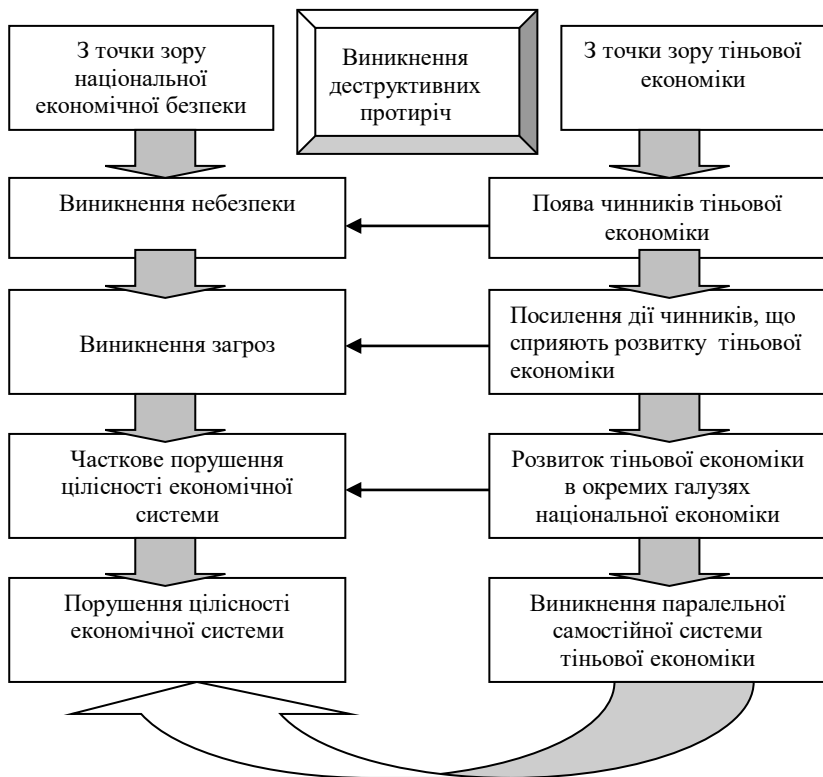 З точки зору
національної
економічної безпеки
Виникнення
деструктивних
протиріч
З точки зору тіньової
економіки
Виникнення небезпеки
Поява чинників тіньової
економіки
Виникнення загроз
Посилення дії чинників, що
сприяють розвитку тіньової
економіки
Часткове порушення
цілісності економічної
системи
Розвиток тіньової економіки
в окремих галузях
національної економіки
Порушення цілісності
економічної системи
Виникнення паралельної
самостійної системи
тіньової економіки